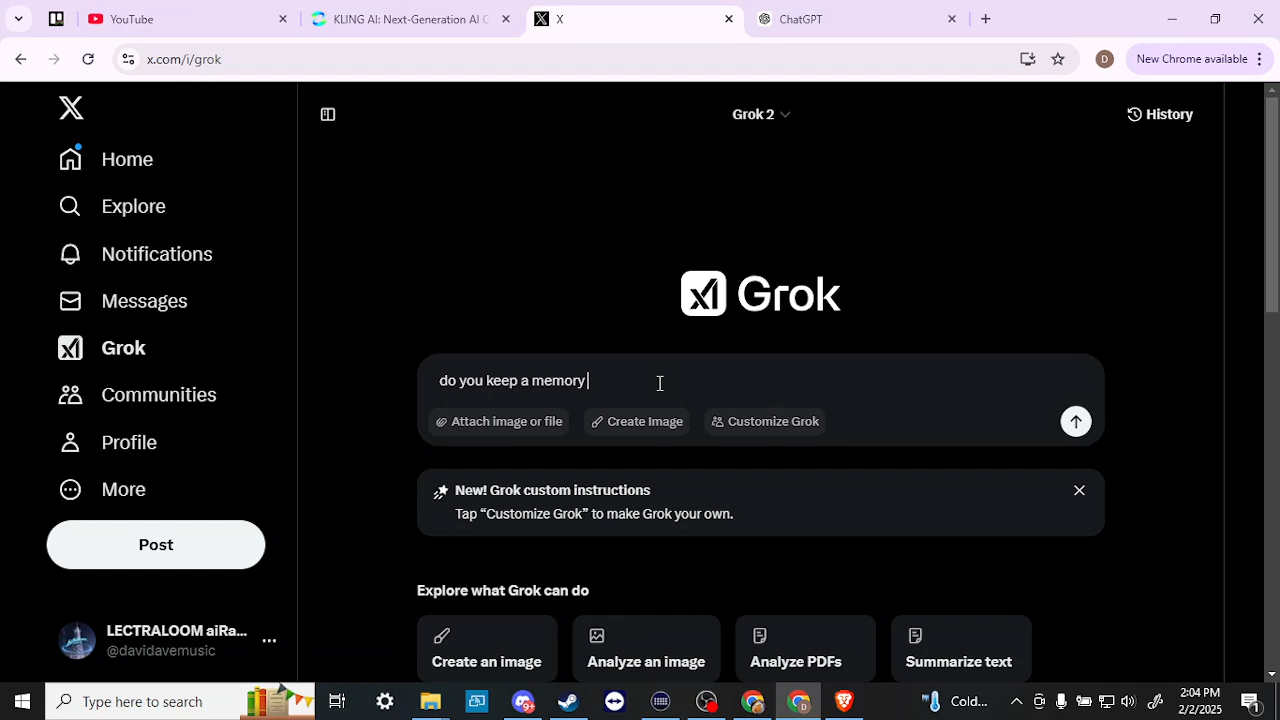 YouTube
KLING AI: Next-Generation AI C
X
ChatGPT
x.com/i/grok
D
New Chrome available
Home
Explore
Notifications
Messages
Grok
Communities
Profile
More
Post
LECTRALOOM aiRa...
@davidavemusic
Grok 2
History
Grok
do you keep a memory
Attach image or file
Create Image
Customize Grok
New! Grok custom instructions
Tap “Customize Grok” to make Grok your own.
Explore what Grok can do
Create an image
Analyze an image
Analyze PDFs
Summarize text
Type here to search
9+
D
Cold...
2:04 PM
2/2/2025
1